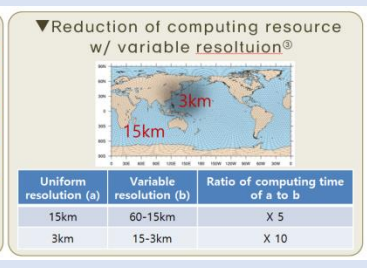 ▼Reduction of computing resource
w/ variable resoltuion③
3km
15km
Uniform resolution (a) Variable resolution (b) Ratio of computing time of a to b
15km 60-15km X 5
3km 15-3km X 10